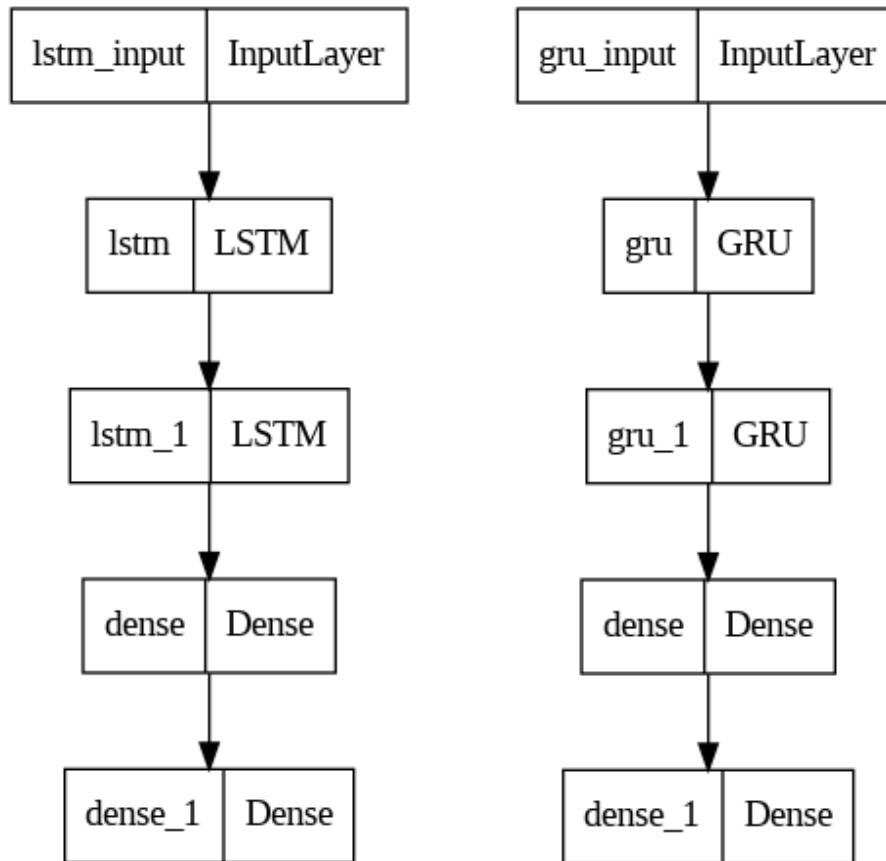 lstm_input InputLayer
lstm LSTM
lstm_1 LSTM
dense Dense
dense_1 Dense
gru_input InputLayer
gru GRU
gru_1 GRU
dense Dense
dense_1 Dense